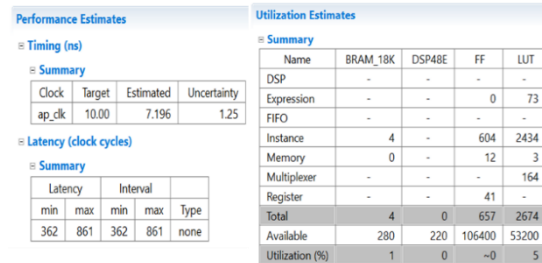 Performance Estimates
Timing (ns)
Summary
Clock Target Estimated Uncertainty
ap_clk 10.00 7.196 1.25
Latency (clock cycles)
Summary
Latency Interval
min max min max Type
362 861 362 861 none
Utilization Estimates
Summary
Name BRAM_18K DSP48E FF LUT
DSP - - - -
Expression - - 0 73
FIFO - - - -
Instance 4 - 604 2434
Memory 0 - 12 3
Multiplexer - - - 164
Register - - 41 -
Total 4 0 657 2674
Available 280 220 106400 53200
Utilization (%) 1 0 ~0 5